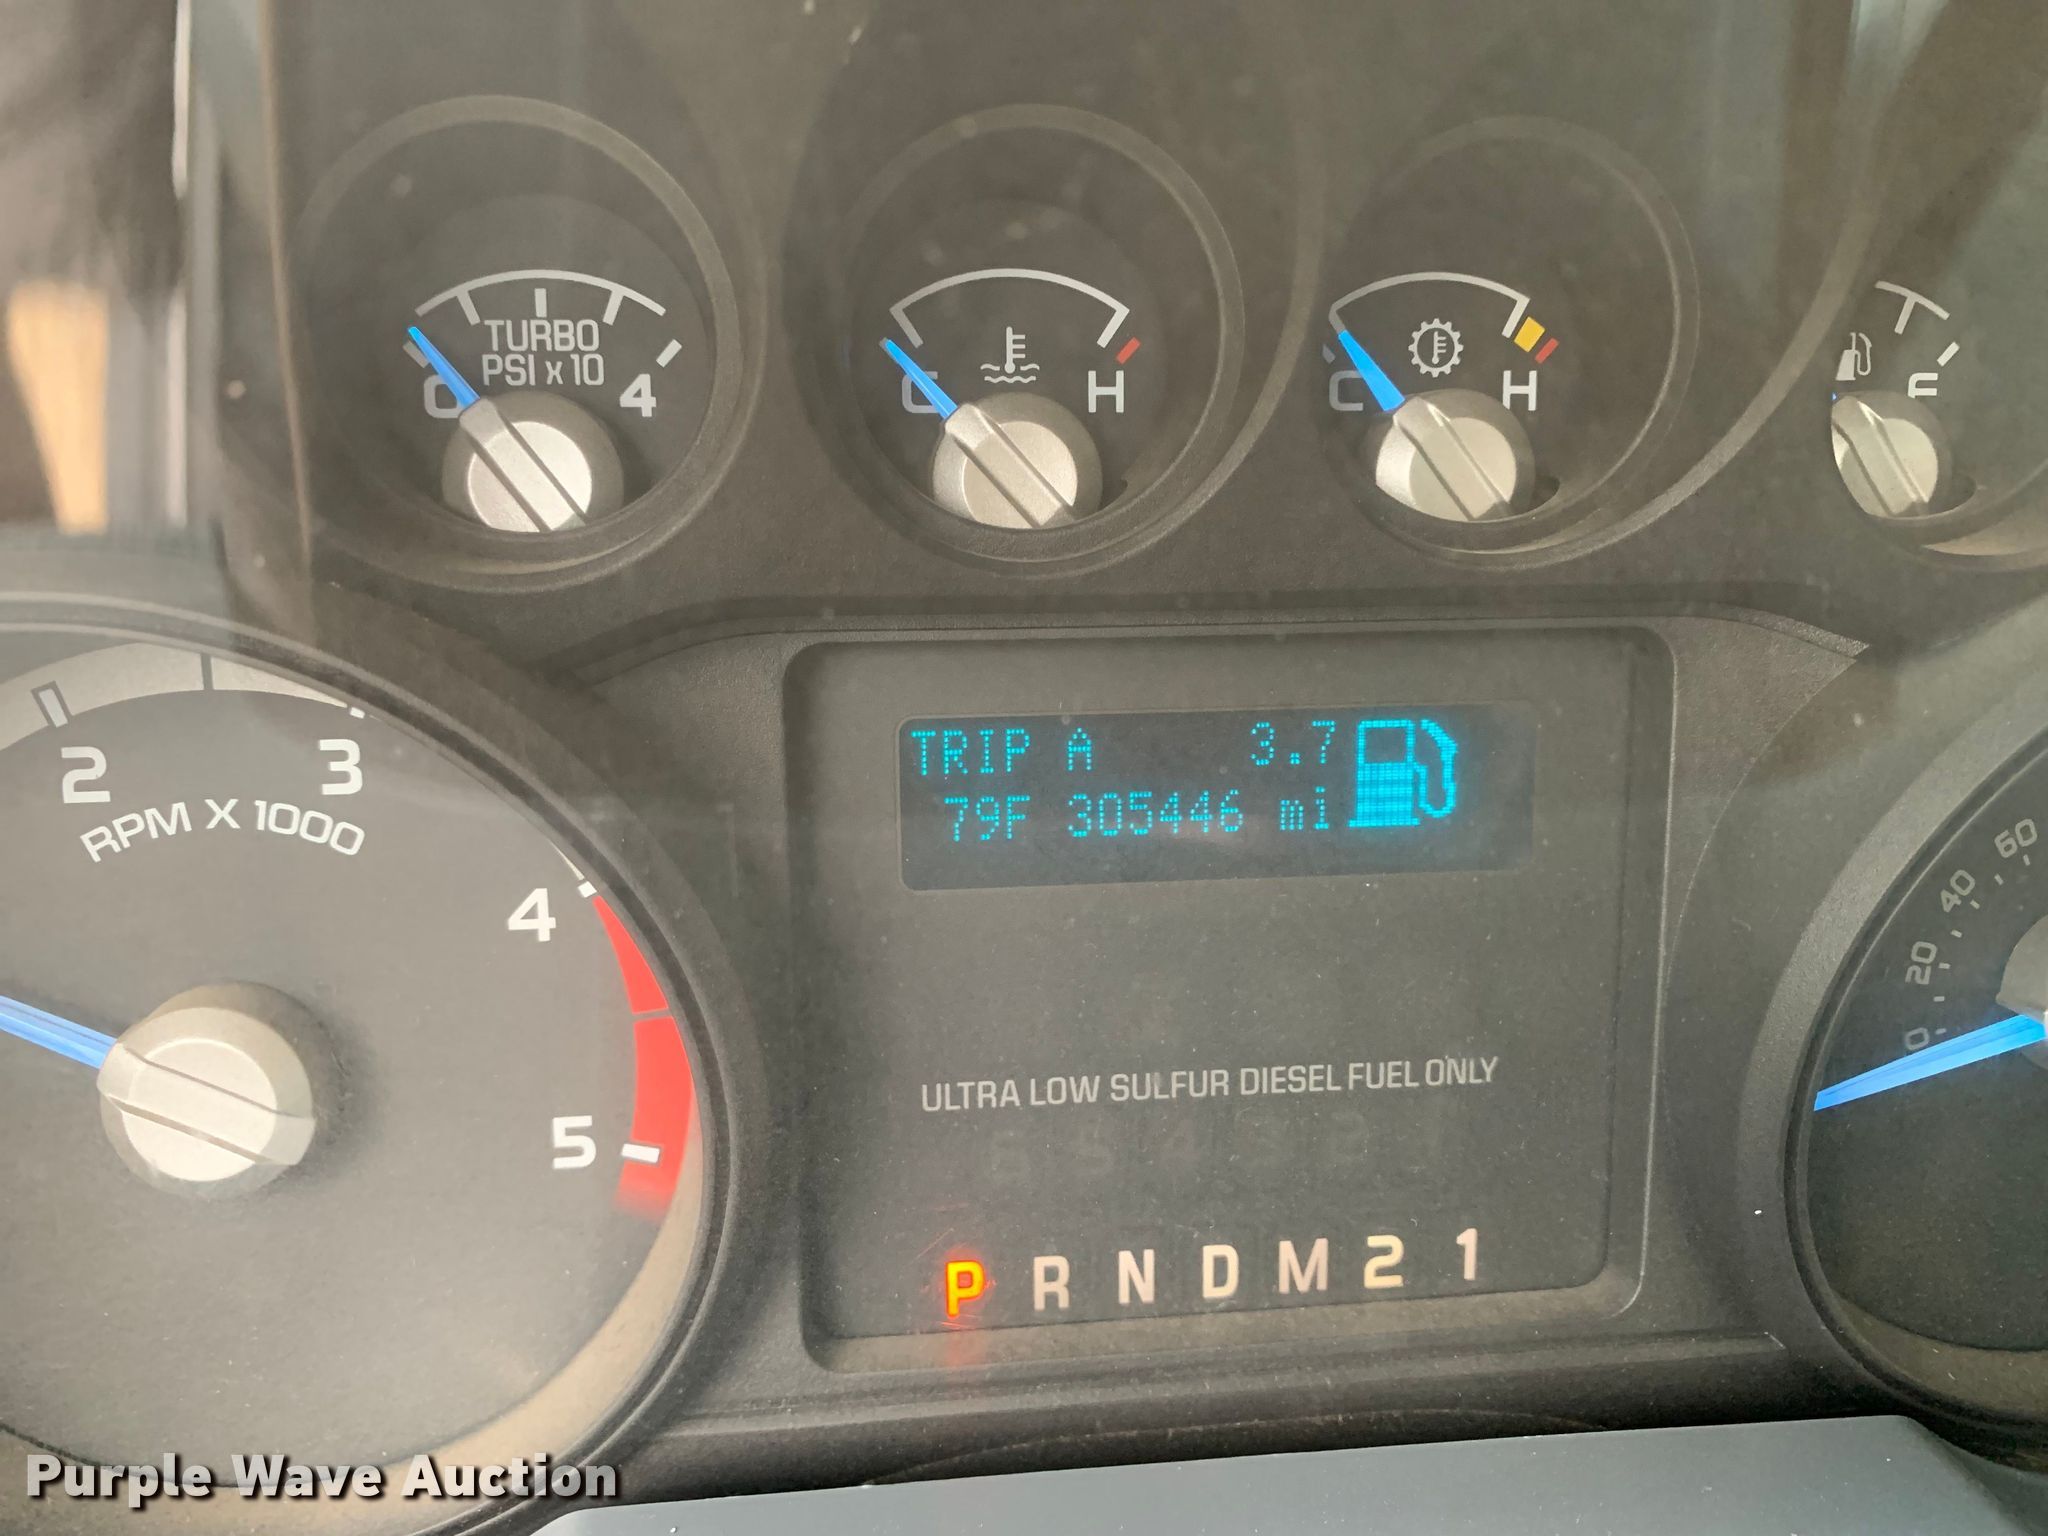 TURBO
PSI x 10
0
4
C
H
C
H
F
2
3
RPM X 1000
4
5
TRIP A 3.7
79F 305446 mi
0
20
40
60
ULTRA LOW SULFUR DIESEL FUEL ONLY
P R N D M 2 1
Purple Wave Auction